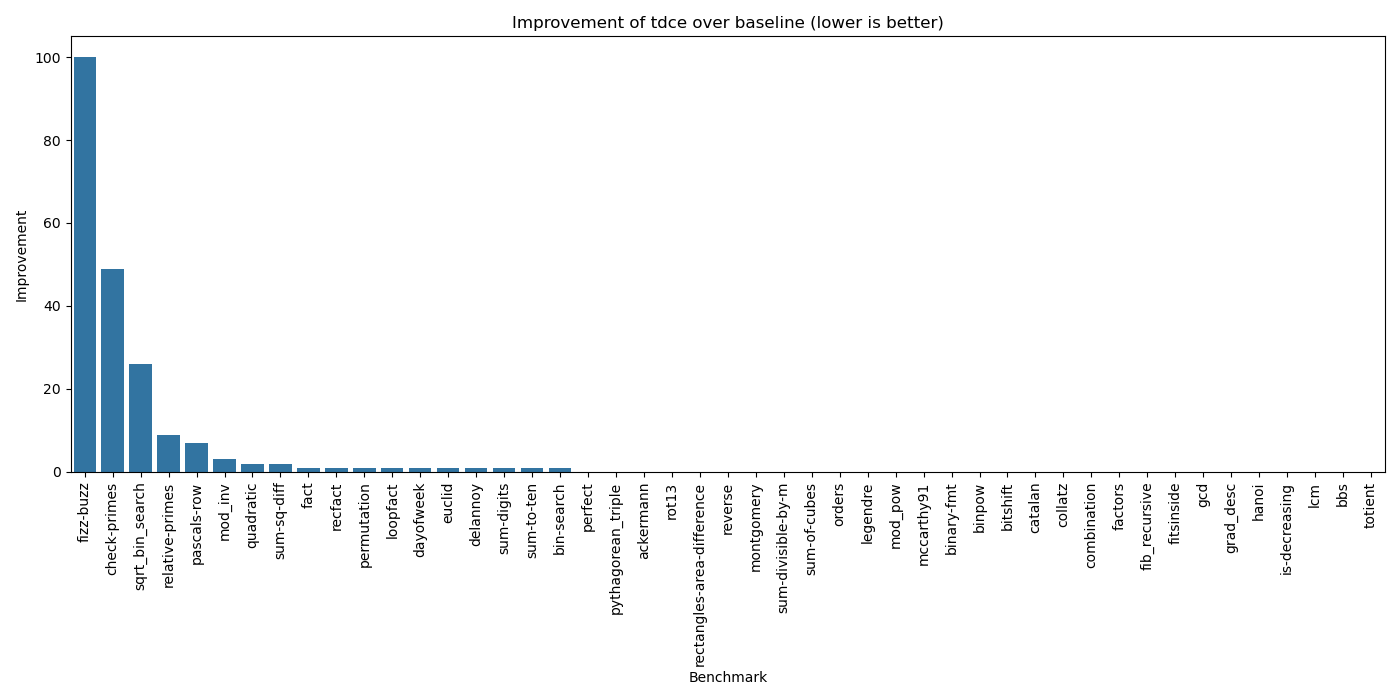 Improvement of tdce over baseline (lower is better)
Improvement
100
80
60
40
20
0
fizz-buzz
check-primes
sqrt_bin_search
relative-primes
pascals-row
mod_inv
quadratic
sum-sq-diff
fact
recfact
permutation
loopfact
dayofweek
euclid
delannoy
sum-digits
sum-to-ten
bin-search
perfect
pythagorean_triple
ackermann
rot13
rectangles-area-difference
reverse
montgomery
sum-divisible-by-m
sum-of-cubes
orders
legendre
mod_pow
mccarthy91
binary-fmt
binpow
bitshift
catalan
collatz
combination
factors
fib_recursive
fitsinside
gcd
grad_desc
hanoi
is-decreasing
lcm
bbs
totient
Benchmark